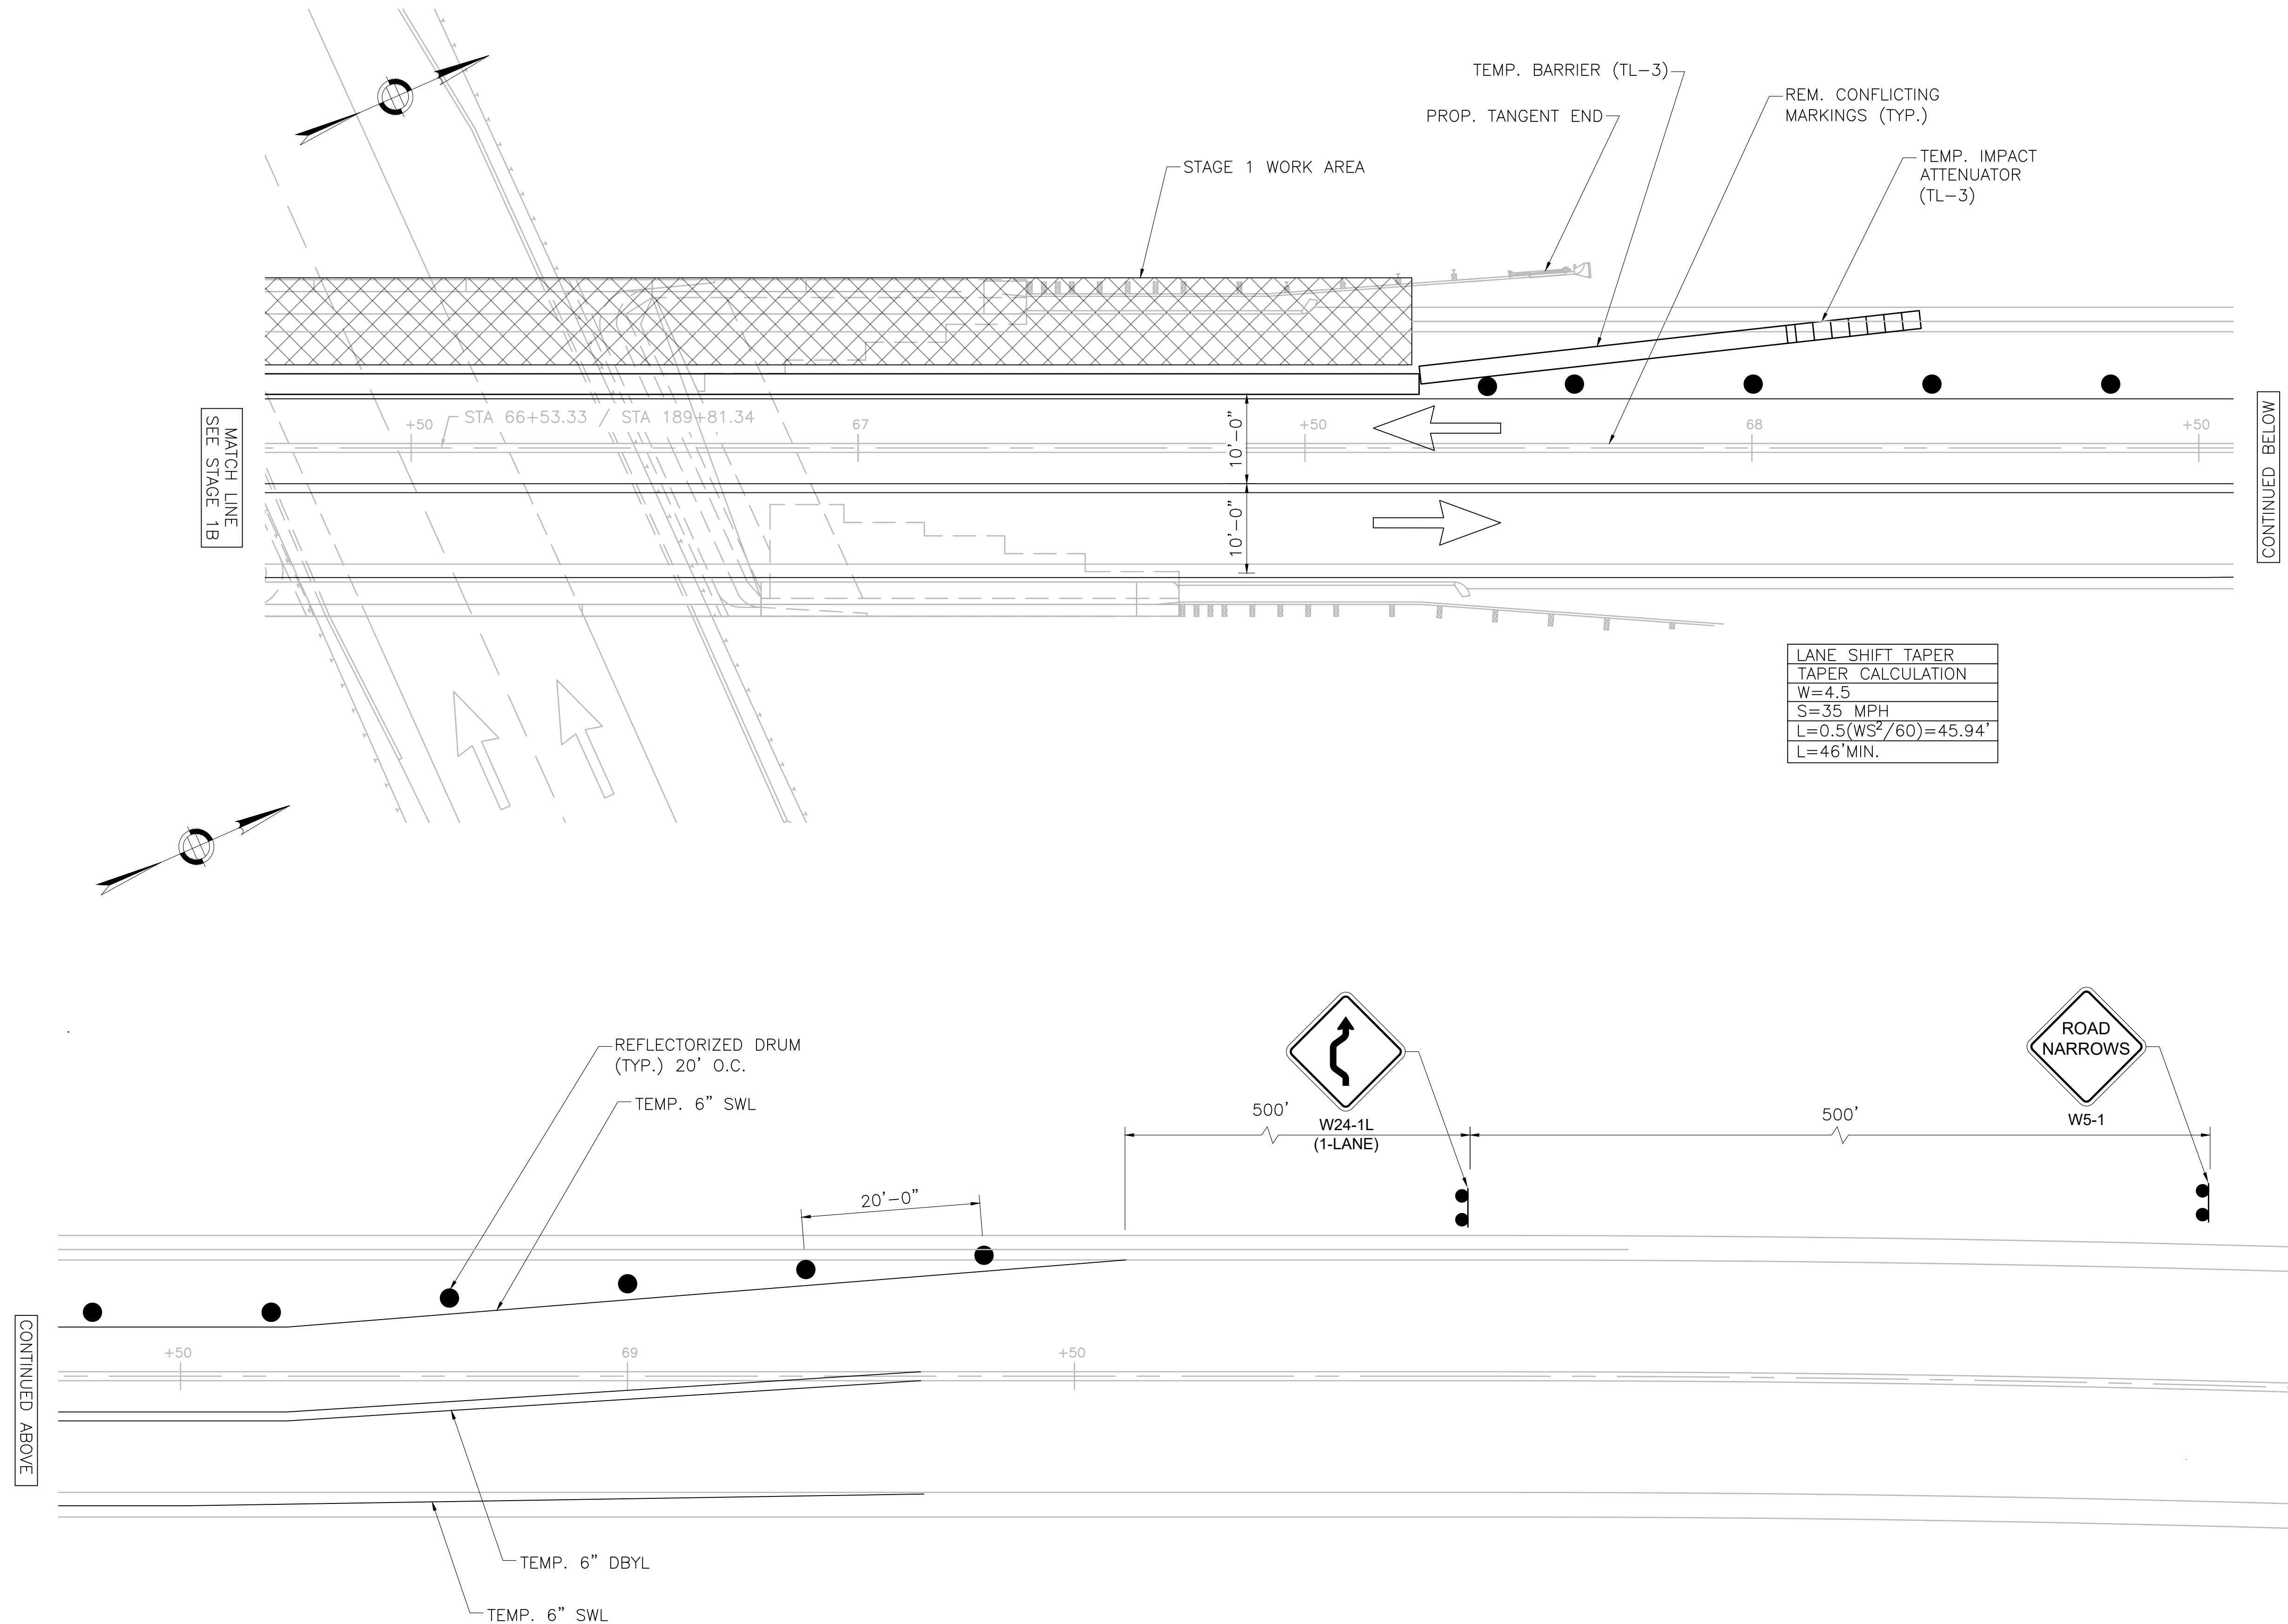 TEMP. BARRIER (TL-3)
PROP. TANGENT END
REM. CONFLICTING
MARKINGS (TYP.)
STAGE 1 WORK AREA
TEMP. IMPACT
ATTENUATOR
(TL-3)
MATCH LINE
SEE STAGE 1B
+50
STA 66+53.33 / STA 189+81.34
67
+50
68
+50
10'-0"
10'-0"
CONTINUED BELOW
LANE SHIFT TAPER
TAPER CALCULATION
W=4.5
S=35 MPH
L=0.5(WS²/60)=45.94'
L=46'MIN.
REFLECTORIZED DRUM
(TYP.) 20' O.C.
TEMP. 6" SWL
ROAD
NARROWS
500'
W24-1L
(1-LANE)
500'
W5-1
20'-0"
CONTINUED ABOVE
+50
69
+50
TEMP. 6" DBYL
TEMP. 6" SWL